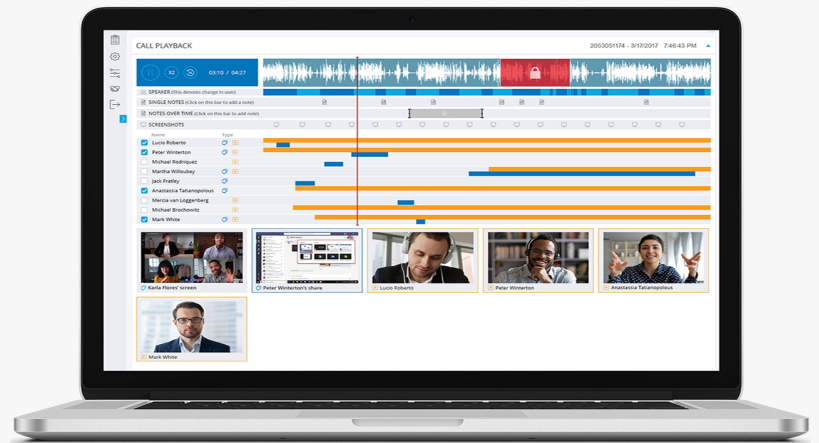 CALL PLAYBACK
2053051174 - 3/17/2017 7:46:43 PM
X2
03:10 / 04:27
SPEAKER (this denotes change in user)
SINGLE NOTES (Click on this bar to add a note)
NOTES OVER TIME (Click on this bar to add a note)
SCREENSHOTS
Name Type
Lucio Roberto
Peter Winterton
Michael Rodriquez
Martha Willoubey
Jack Fratley
Anastassia Tatianopolous
Mercia van Loggenberg
Michael Brochowitz
Mark White
Karla Flores' screen
Peter Winterton's share
Lucio Roberto
Peter Winterton
Anastassia Tatianopolous
Mark White